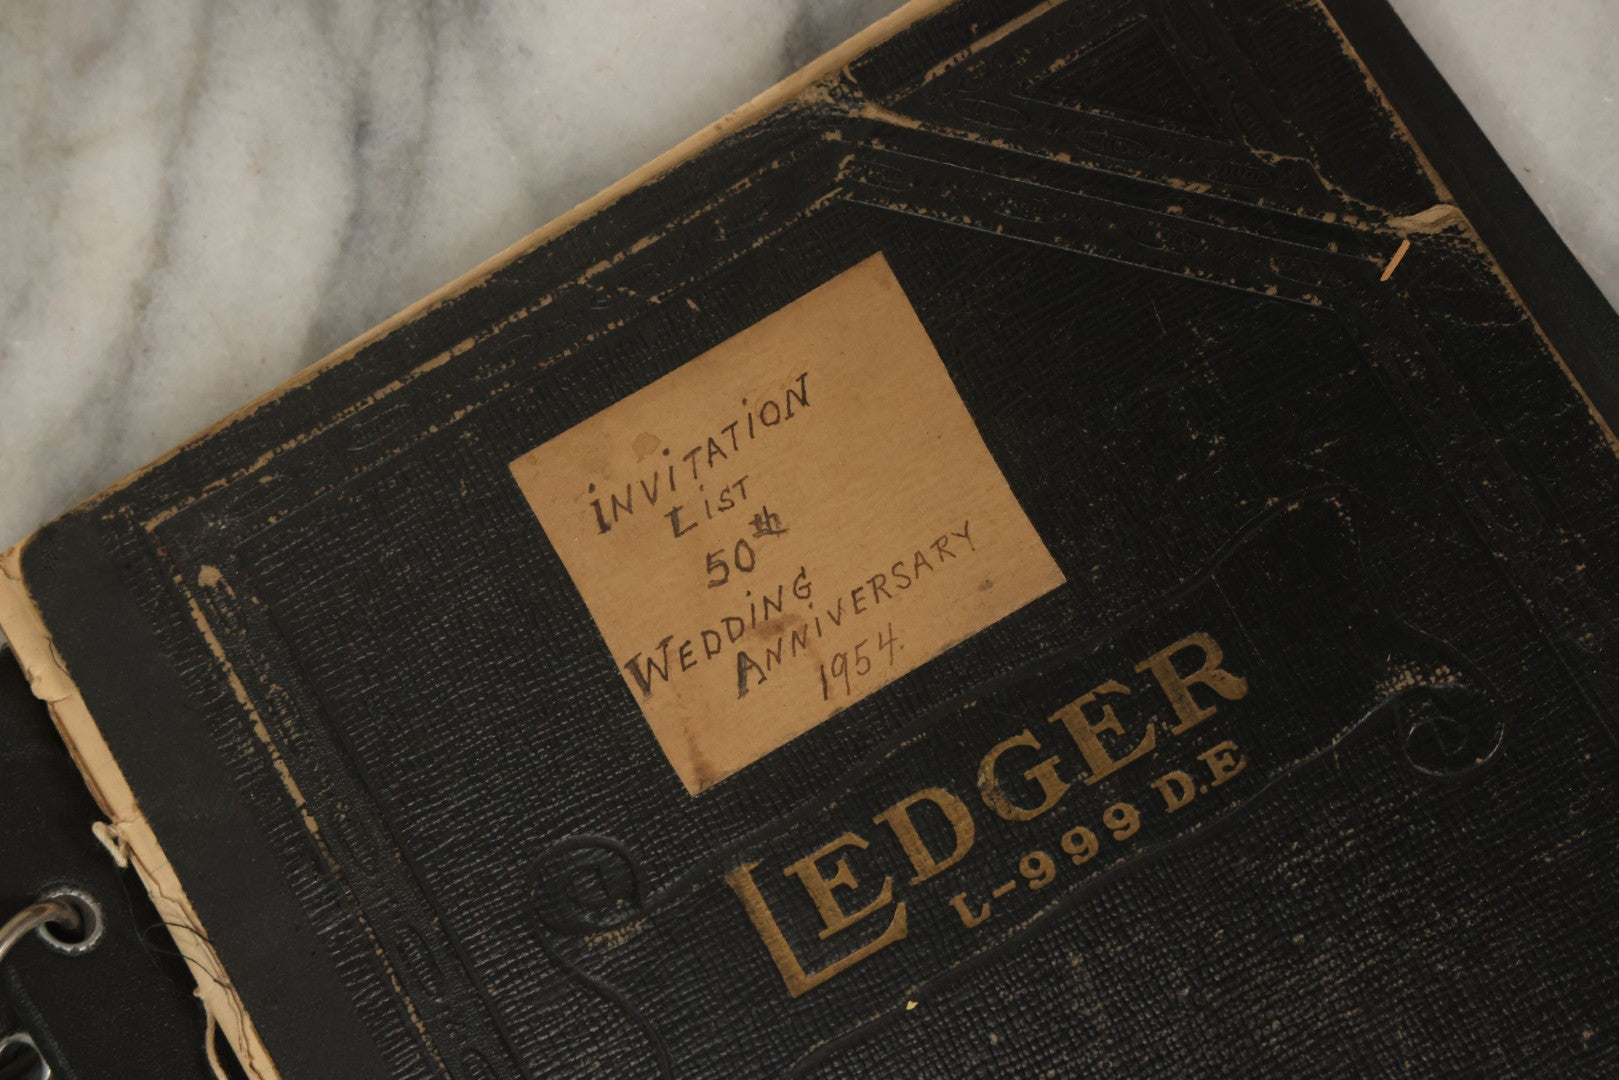 iNViTATiON
LiST
50th
WEDDiNG
ANNiVERSARY
1954.
LEDGER
L-999 D.E